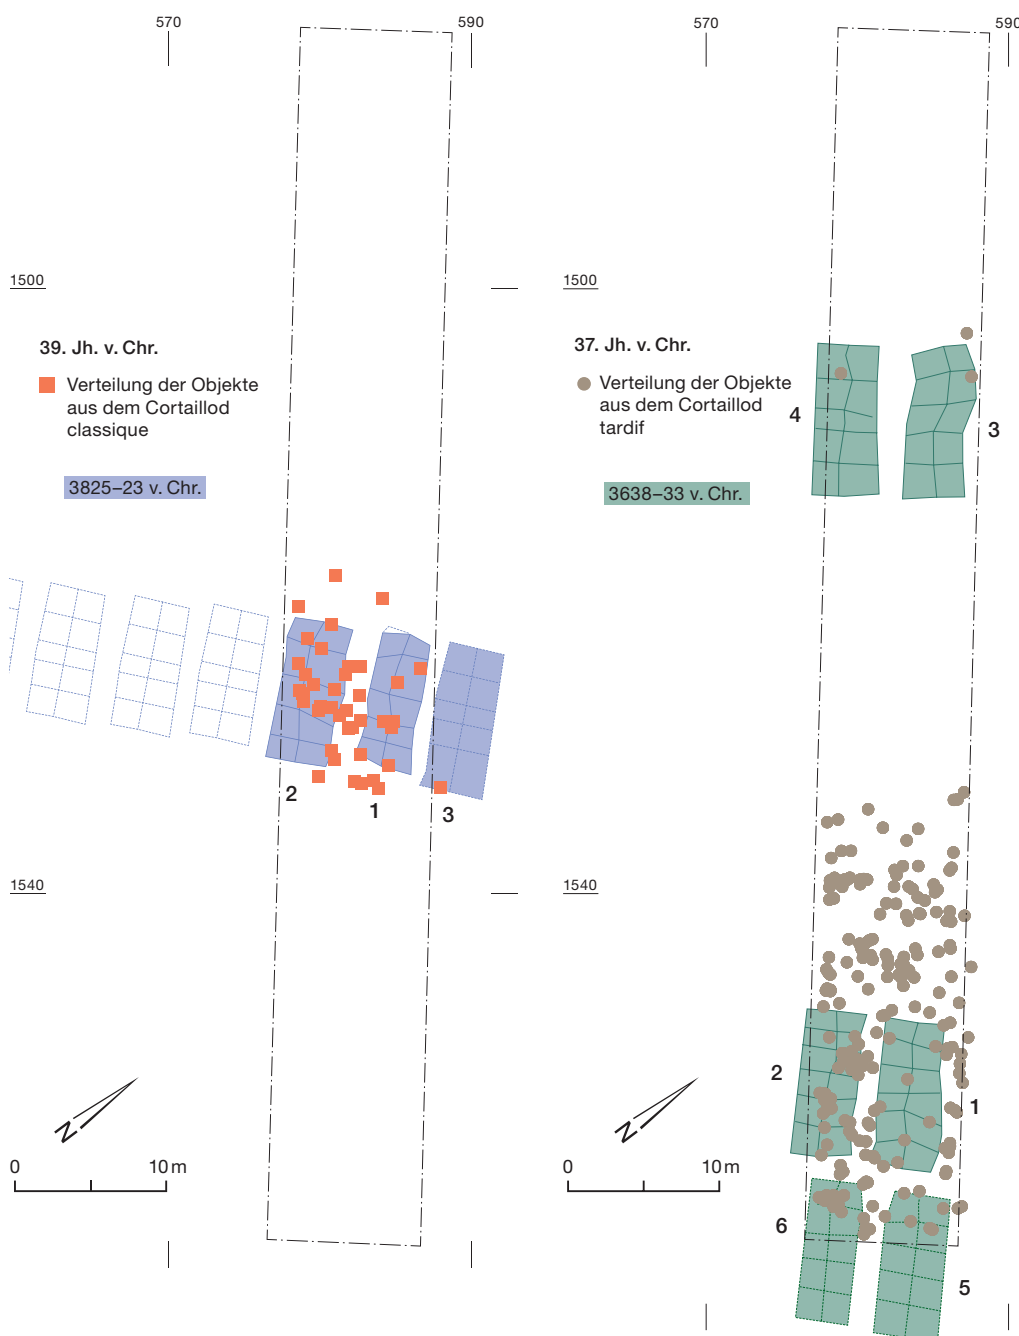 570
590
1500
39. Jh. v. Chr.
Verteilung der Objekte
aus dem Cortaillod
classique
3825–23 v. Chr.
2
1
3
1540
N
0
10 m
570
590
1500
37. Jh. v. Chr.
Verteilung der Objekte
aus dem Cortaillod
tardif
3638–33 v. Chr.
4
3
1540
2
1
N
0
10 m
6
5